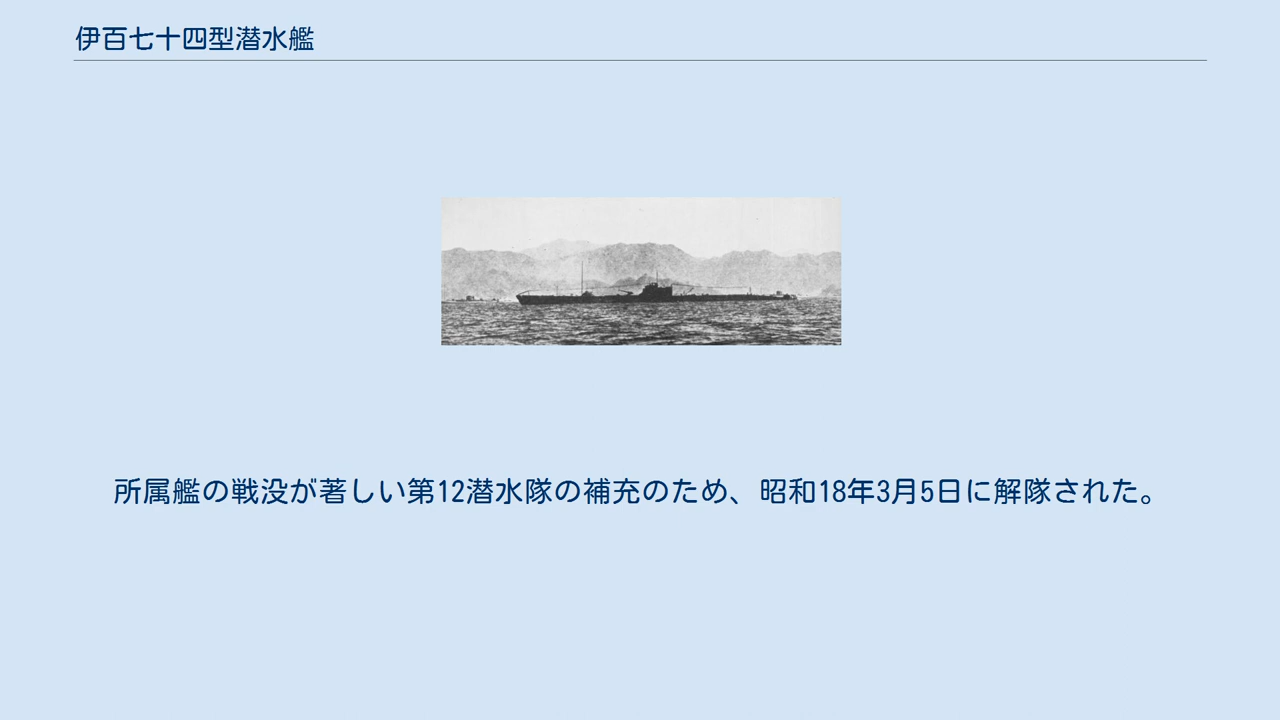 伊百七十四型潜水艦
所属艦の戦没が著しい第12潜水隊の補充のため、昭和18年3月5日に解隊された。